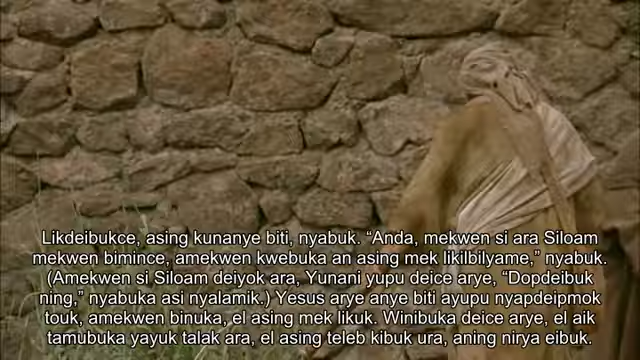 Likdeibukce, asing kunanye biti, nyabuk. “Anda, mekwen si ara Siloam
mekwen bimince, amekwen kwebuka an asing mek likilbilyame,” nyabuk.
(Amekwen si Siloam deiyok ara, Yunani yupu deice arye, “Dopdeibuk
ning,” nyabuka asi nyalamik.) Yesus arye anye biti ayupu nyapdeipmok
touk, amekwen binuka, el asing mek likuk. Winibuka deice arye, el aik
tamubuka yayuk talak ara, el asing teleb kibuk ura, aning nirya eibuk.